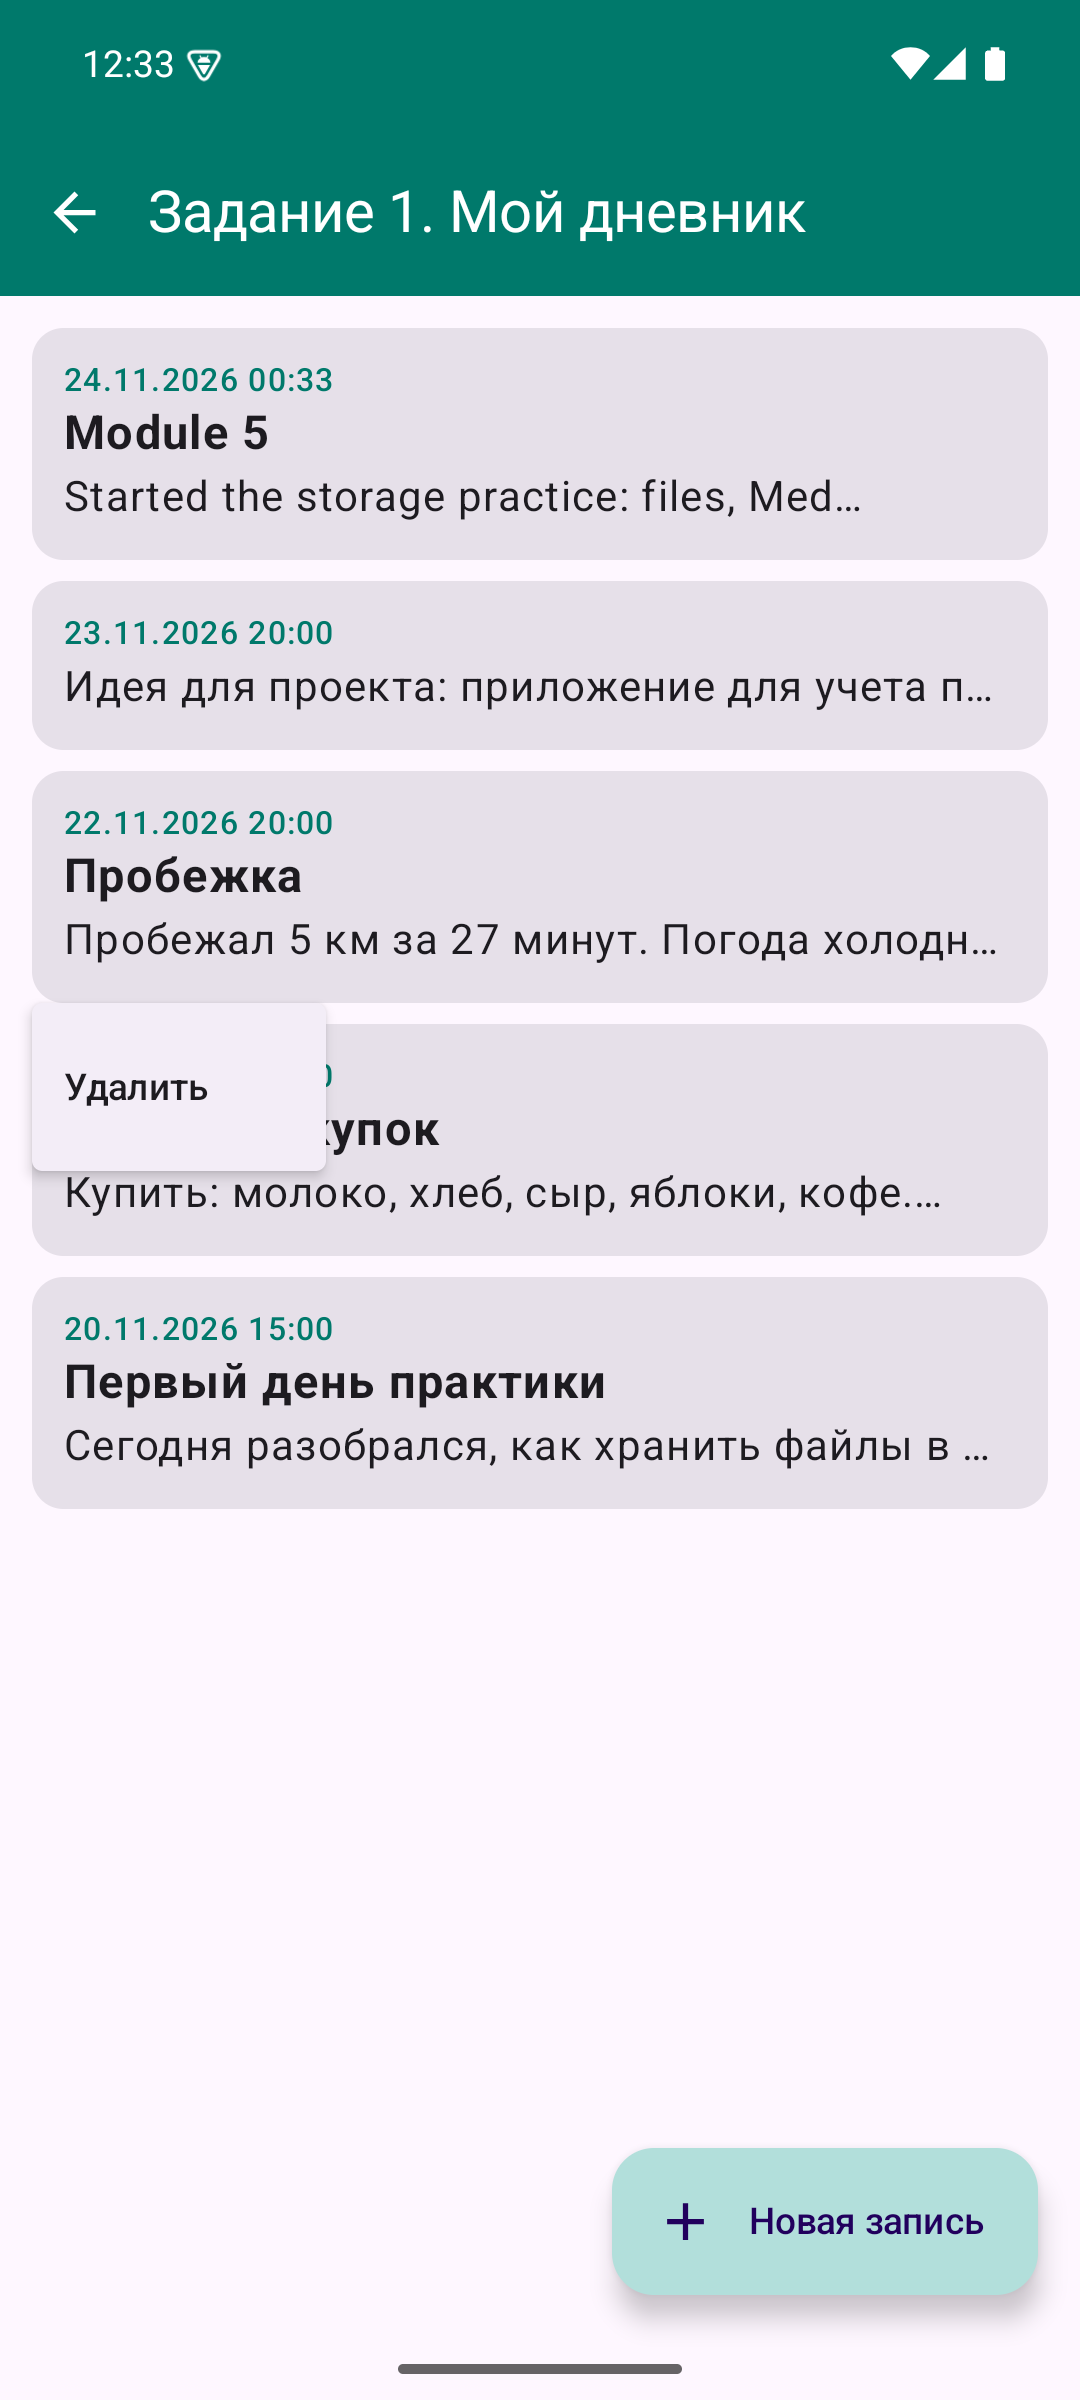 12:33
Задание 1. Мой дневник
24.11.2026 00:33
Module 5
Started the storage practice: files, Med…
23.11.2026 20:00
Идея для проекта: приложение для учета п…
22.11.2026 20:00
Пробежка
Пробежал 5 км за 27 минут. Погода холодн…
Удалить
Купить: молоко, хлеб, сыр, яблоки, кофе.…
20.11.2026 15:00
Первый день практики
Сегодня разобрался, как хранить файлы в …
Новая запись